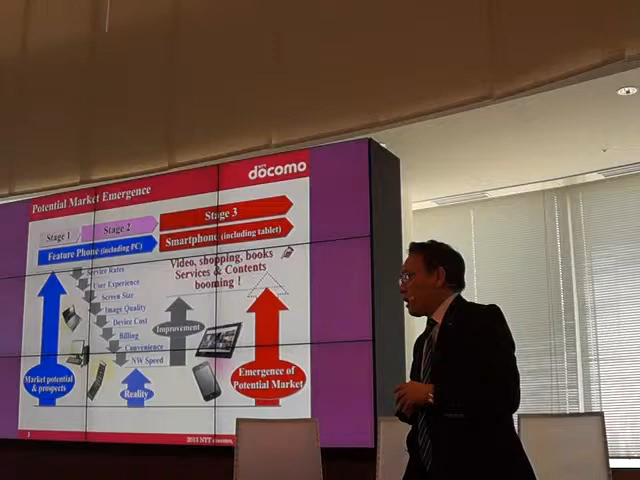 Potential Market Emergence
NTT
döcomo
Stage 1
Stage 2
Stage 3
Feature Phone (including PC)
Smartphone (including tablet)
Service Rates
User Experience
Screen Size
Image Quality
Device Cost
Billing
Convenience
NW Speed
Improvement
Video, shopping, books
Services & Contents
booming !
Market potential
& prospects
Reality
Emergence of
Potential Market